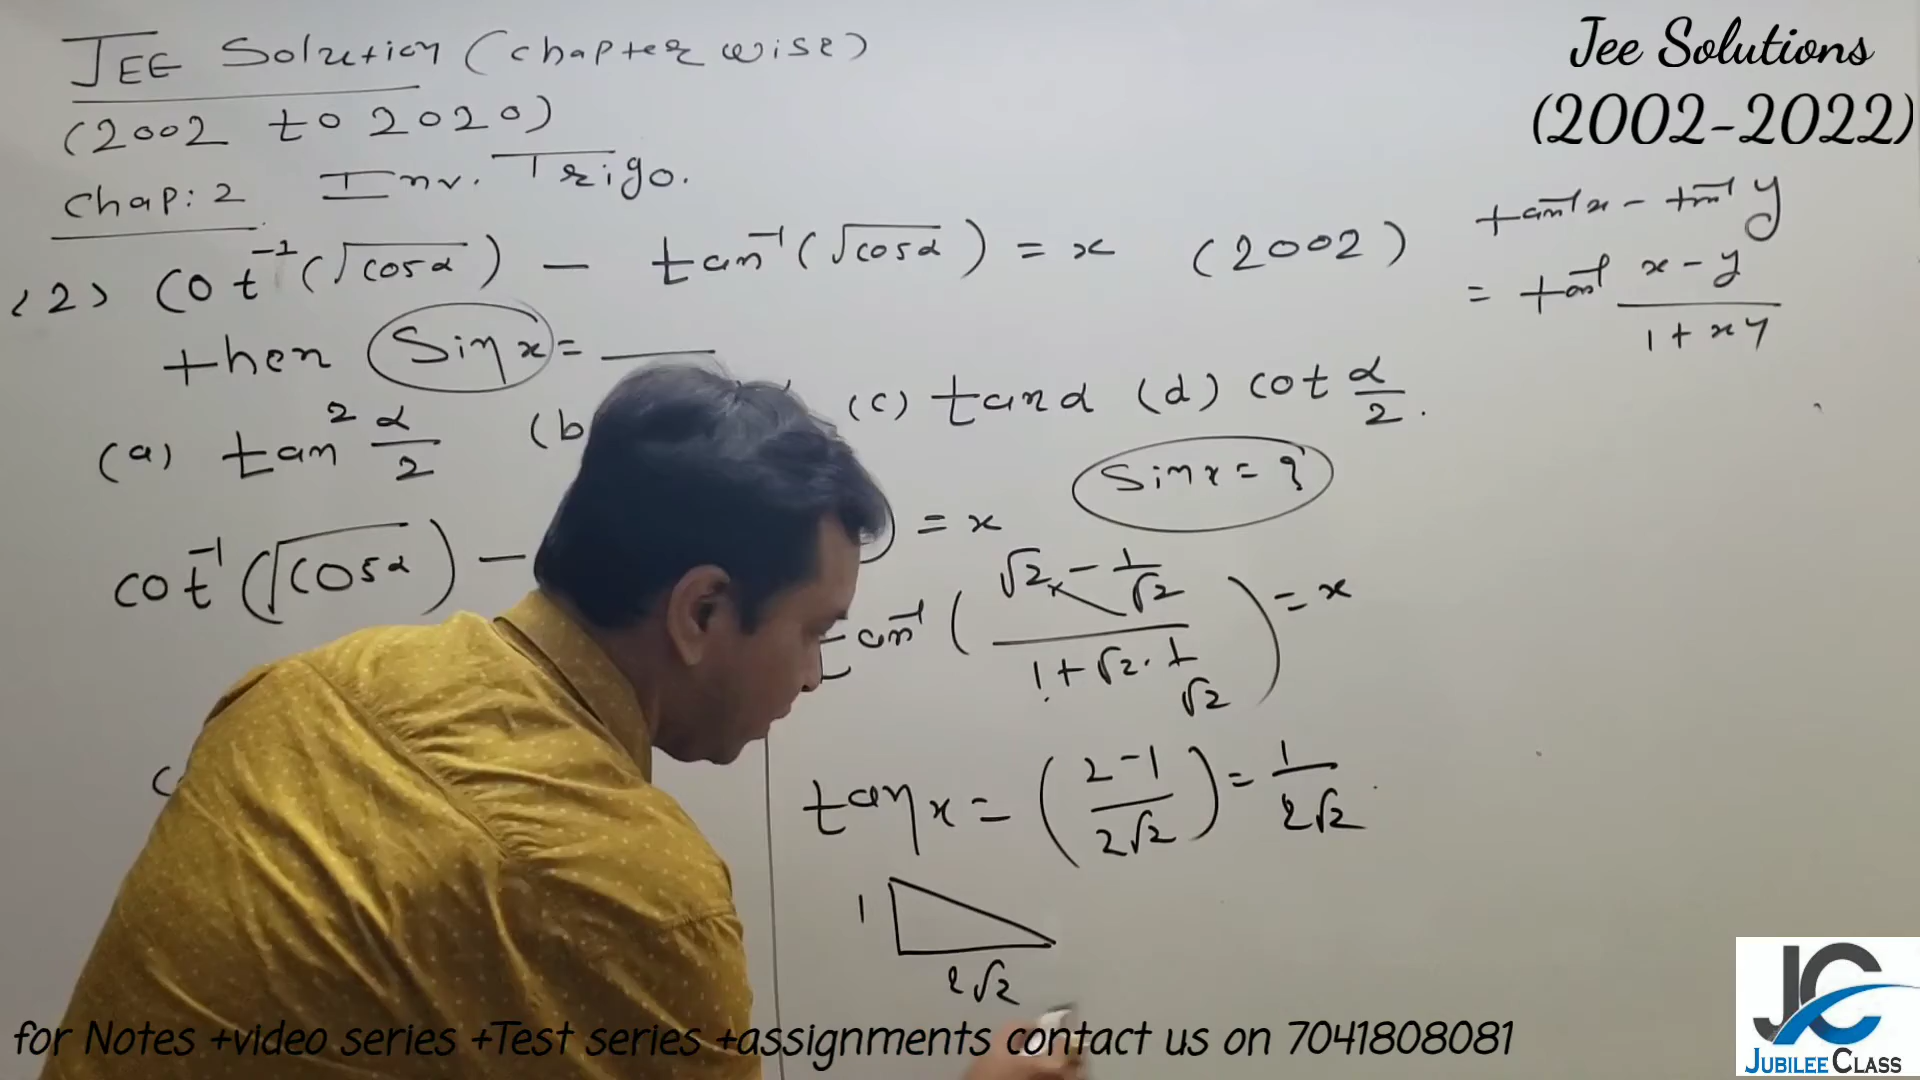 JEE Solution (chapter wise)
(2002 to 2020)
Chap: 2 Inv. Trigo.
(2) Cot⁻¹(√cosα) − tan⁻¹(√cosα) = x (2002)
then Sin x = ___
(a) tan² α/2 (b (c) tanα (d) cot α/2.
Sin x = ?
cot⁻¹(√cosα) − ) = x
tan⁻¹((√2 − 1/√2)/(1 + √2 · 1/√2)) = x
tan x = ((2 − 1)/(2√2)) = 1/(2√2)
1
2√2
Jee Solutions
(2002-2022)
tan⁻¹x − tan⁻¹y
= tan⁻¹ (x − y)/(1 + xy)
for Notes +video series +Test series +assignments contact us on 7041808081
JC
JUBILEE CLASS